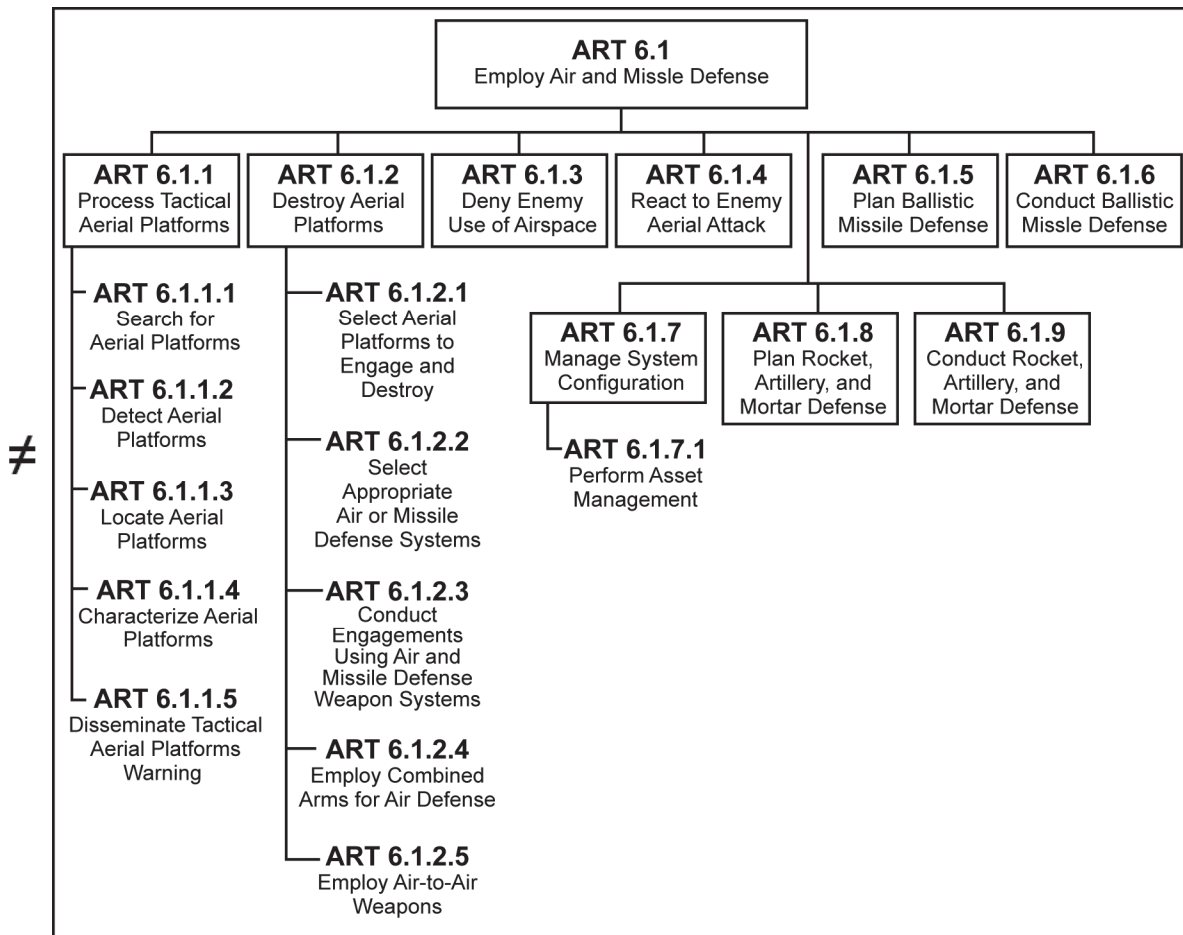 ART 6.1
Employ Air and Missle Defense
ART 6.1.1
Process Tactical
Aerial Platforms
ART 6.1.2
Destroy Aerial
Platforms
ART 6.1.3
Deny Enemy
Use of Airspace
ART 6.1.4
React to Enemy
Aerial Attack
ART 6.1.5
Plan Ballistic
Missile Defense
ART 6.1.6
Conduct Ballistic
Missle Defense
ART 6.1.1.1
Search for
Aerial Platforms
ART 6.1.1.2
Detect Aerial
Platforms
ART 6.1.1.3
Locate Aerial
Platforms
ART 6.1.1.4
Characterize Aerial
Platforms
ART 6.1.1.5
Disseminate Tactical
Aerial Platforms
Warning
ART 6.1.2.1
Select Aerial
Platforms to
Engage and
Destroy
ART 6.1.2.2
Select
Appropriate
Air or Missile
Defense Systems
ART 6.1.2.3
Conduct
Engagements
Using Air and
Missile Defense
Weapon Systems
ART 6.1.2.4
Employ Combined
Arms for Air Defense
ART 6.1.2.5
Employ Air-to-Air
Weapons
ART 6.1.7
Manage System
Configuration
ART 6.1.7.1
Perform Asset
Management
ART 6.1.8
Plan Rocket,
Artillery, and
Mortar Defense
ART 6.1.9
Conduct Rocket,
Artillery, and
Mortar Defense
≠